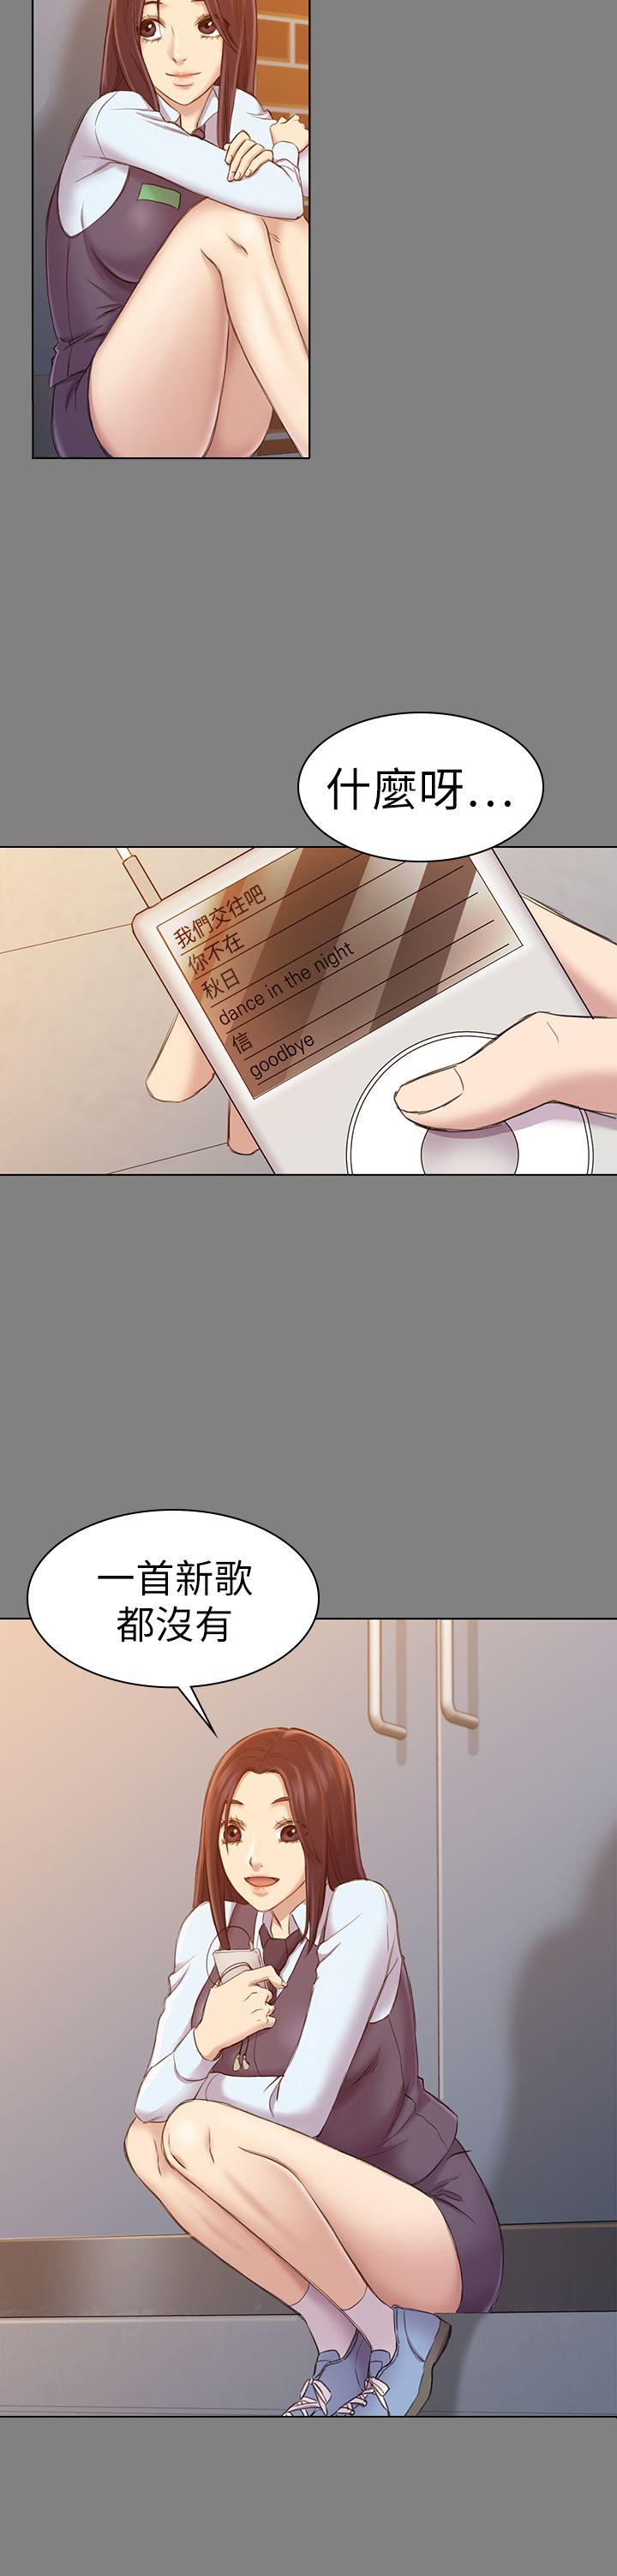 什麼呀...
我們交往吧
你不在
秋日
dance in the night
信
goodbye
一首新歌
都沒有